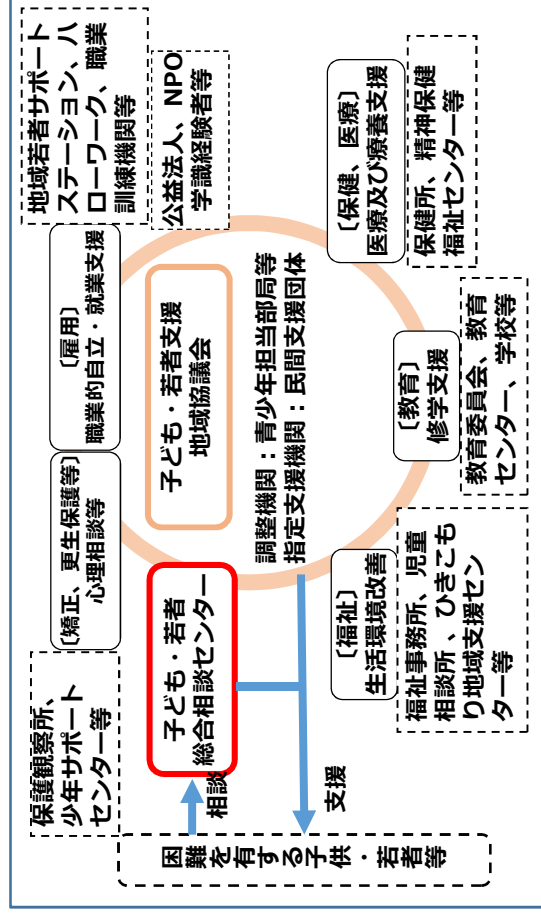 保護観察所、
少年サポート
センター等
〔矯正、更生保護等〕
心理相談等
〔雇用〕
職業的自立・就業支援
地域若者サポート
ステーション、ハ
ローワーク、職業
訓練機関等
公益法人、NPO
学識経験者等
子ども・若者
総合相談センター
子ども・若者支援
地域協議会
調整機関：青少年担当部局等
指定支援機関：民間支援団体
相談
支援
困難を有する子供・若者等
〔福祉〕
生活環境改善
福祉事務所、児童
相談所、ひきこも
り地域支援セン
ター等
〔教育〕
修学支援
教育委員会、教育
センター、学校等
〔保健、医療〕
医療及び療養支援
保健所、精神保健
福祉センター等